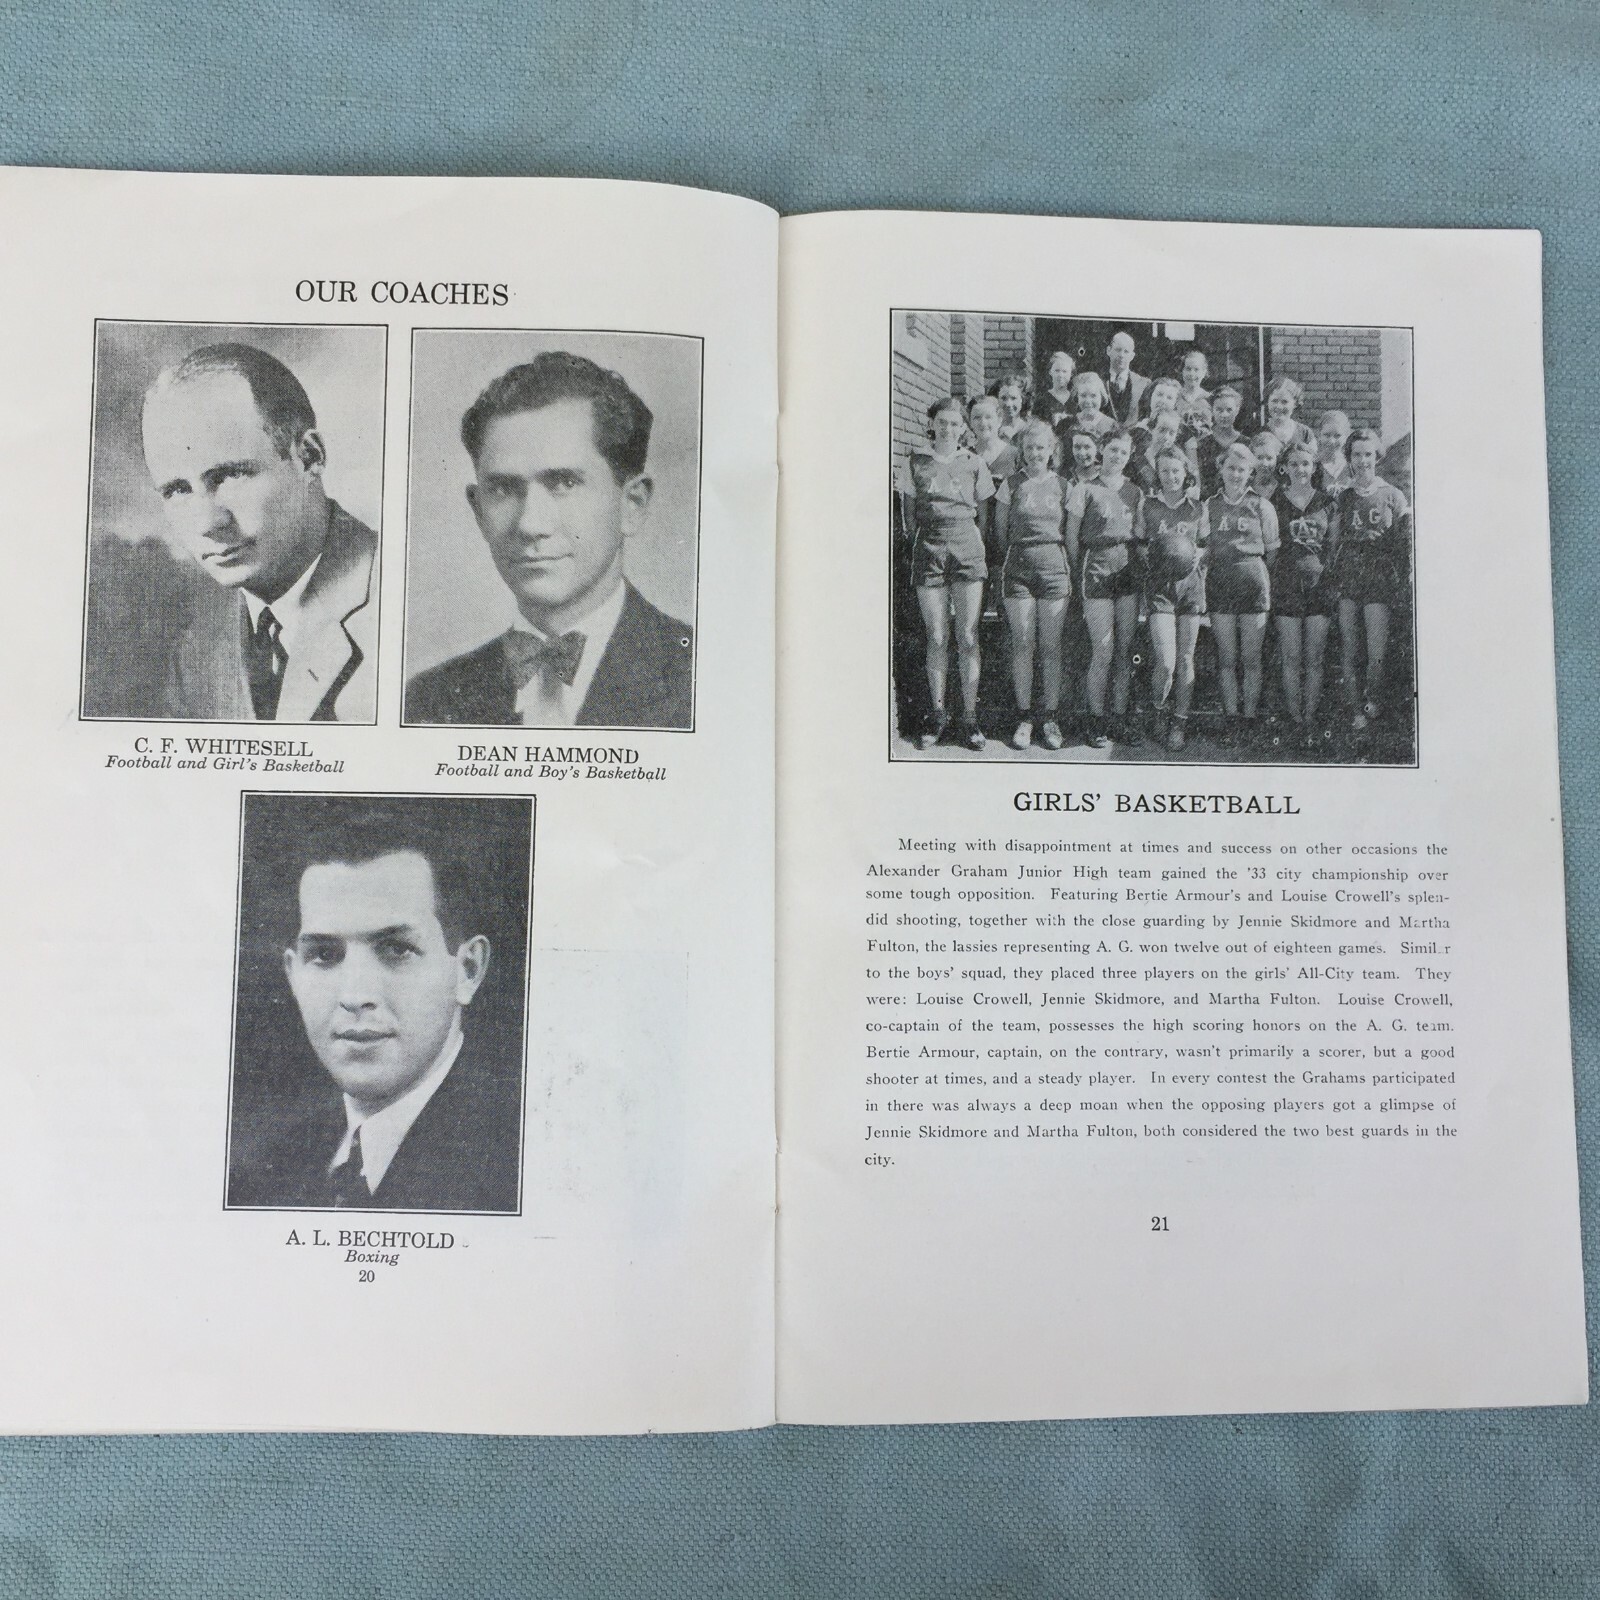 OUR COACHES
C. F. WHITESELL
Football and Girl's Basketball
DEAN HAMMOND
Football and Boy's Basketball
A. L. BECHTOLD
Boxing
20
A G
A G
A G
A G
A G
A G
GIRLS' BASKETBALL
Meeting with disappointment at times and success on other occasions the
Alexander Graham Junior High team gained the '33 city championship over
some tough opposition. Featuring Bertie Armour's and Louise Crowell's splen-
did shooting, together with the close guarding by Jennie Skidmore and Martha
Fulton, the lassies representing A. G. won twelve out of eighteen games. Similar
to the boys' squad, they placed three players on the girls' All-City team. They
were: Louise Crowell, Jennie Skidmore, and Martha Fulton. Louise Crowell,
co-captain of the team, possesses the high scoring honors on the A. G. team.
Bertie Armour, captain, on the contrary, wasn't primarily a scorer, but a good
shooter at times, and a steady player. In every contest the Grahams participated
in there was always a deep moan when the opposing players got a glimpse of
Jennie Skidmore and Martha Fulton, both considered the two best guards in the
city.
21